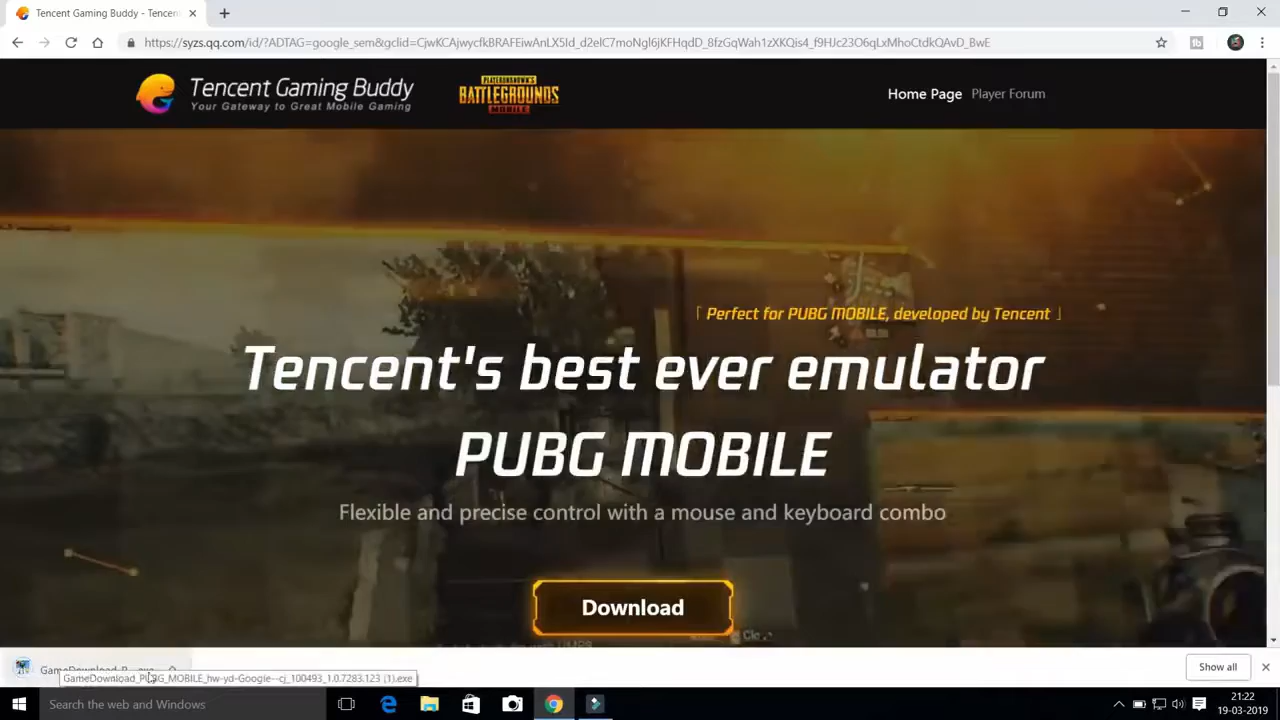 Tencent Gaming Buddy - Tencen
https://syzs.qq.com/id/?ADTAG=google_sem&gclid=CjwKCAjwycfkBRAFEiwAnLX5Id_d2elC7moNgl6jKFHqdD_8fzGqWah1zXKQis4_f9HJc23O6qLxMhoCtdkQAvD_BwE
Tencent Gaming Buddy
Your Gateway to Great Mobile Gaming
PLAYERUNKNOWN'S
BATTLEGROUNDS
MOBILE
Home Page Player Forum
「 Perfect for PUBG MOBILE, developed by Tencent 」
Tencent's best ever emulator
PUBG MOBILE
Flexible and precise control with a mouse and keyboard combo
Download
GameDownload_P....exe
GameDownload_PUBG_MOBILE_hw-yd-Google--cj_100493_1.0.7283.123 (1).exe
Show all
Search the web and Windows
21:22
19-03-2019